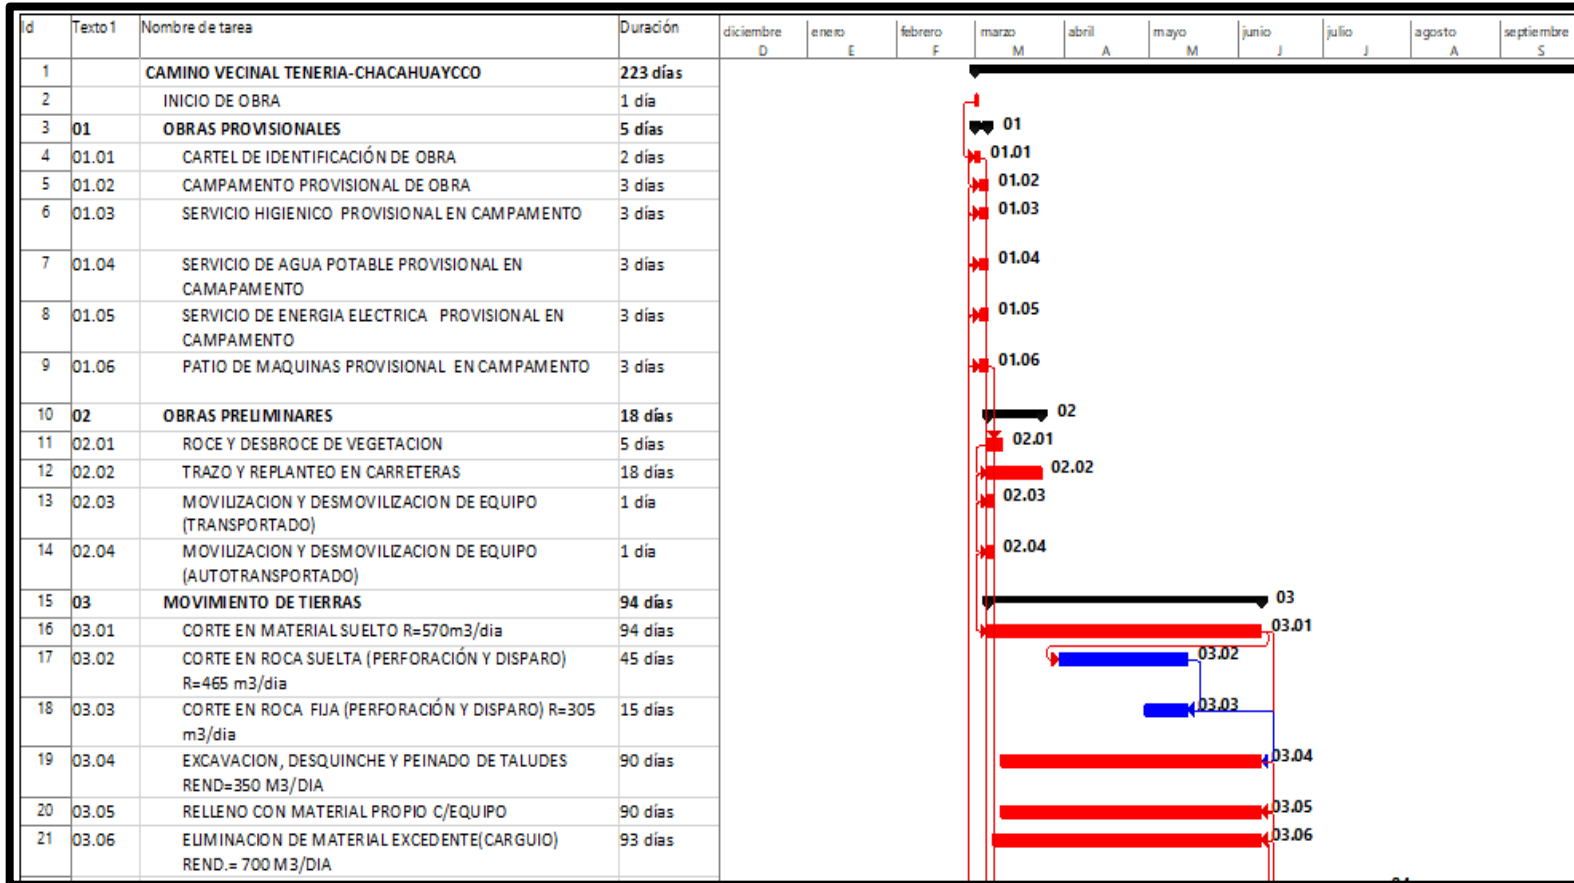 Id Texto1 Nombre de tarea Duración diciembre enero febrero marzo abril mayo junio julio agosto septiembre
D E F M A M J J A S
1 CAMINO VECINAL TENERIA-CHACAHUAYCCO 223 días
2 INICIO DE OBRA 1 día
3 01 OBRAS PROVISIONALES 5 días 01
4 01.01 CARTEL DE IDENTIFICACIÓN DE OBRA 2 días 01.01
5 01.02 CAMPAMENTO PROVISIONAL DE OBRA 3 días 01.02
6 01.03 SERVICIO HIGIENICO PROVISIONAL EN CAMPAMENTO 3 días 01.03
7 01.04 SERVICIO DE AGUA POTABLE PROVISIONAL EN 3 días 01.04
CAMAPAMENTO
8 01.05 SERVICIO DE ENERGIA ELECTRICA PROVISIONAL EN 3 días 01.05
CAMPAMENTO
9 01.06 PATIO DE MAQUINAS PROVISIONAL EN CAMPAMENTO 3 días 01.06
10 02 OBRAS PRELIMINARES 18 días 02
11 02.01 ROCE Y DESBROCE DE VEGETACION 5 días 02.01
12 02.02 TRAZO Y REPLANTEO EN CARRETERAS 18 días 02.02
13 02.03 MOVILIZACION Y DESMOVILIZACION DE EQUIPO 1 día 02.03
(TRANSPORTADO)
14 02.04 MOVILIZACION Y DESMOVILIZACION DE EQUIPO 1 día 02.04
(AUTOTRANSPORTADO)
15 03 MOVIMIENTO DE TIERRAS 94 días 03
16 03.01 CORTE EN MATERIAL SUELTO R=570m3/dia 94 días 03.01
17 03.02 CORTE EN ROCA SUELTA (PERFORACIÓN Y DISPARO) 45 días 03.02
R=465 m3/dia
18 03.03 CORTE EN ROCA FIJA (PERFORACIÓN Y DISPARO) R=305 15 días 03.03
m3/dia
19 03.04 EXCAVACION, DESQUINCHE Y PEINADO DE TALUDES 90 días 03.04
REND=350 M3/DIA
20 03.05 RELLENO CON MATERIAL PROPIO C/EQUIPO 90 días 03.05
21 03.06 ELIMINACION DE MATERIAL EXCEDENTE(CARGUIO) 93 días 03.06
REND.= 700 M3/DIA